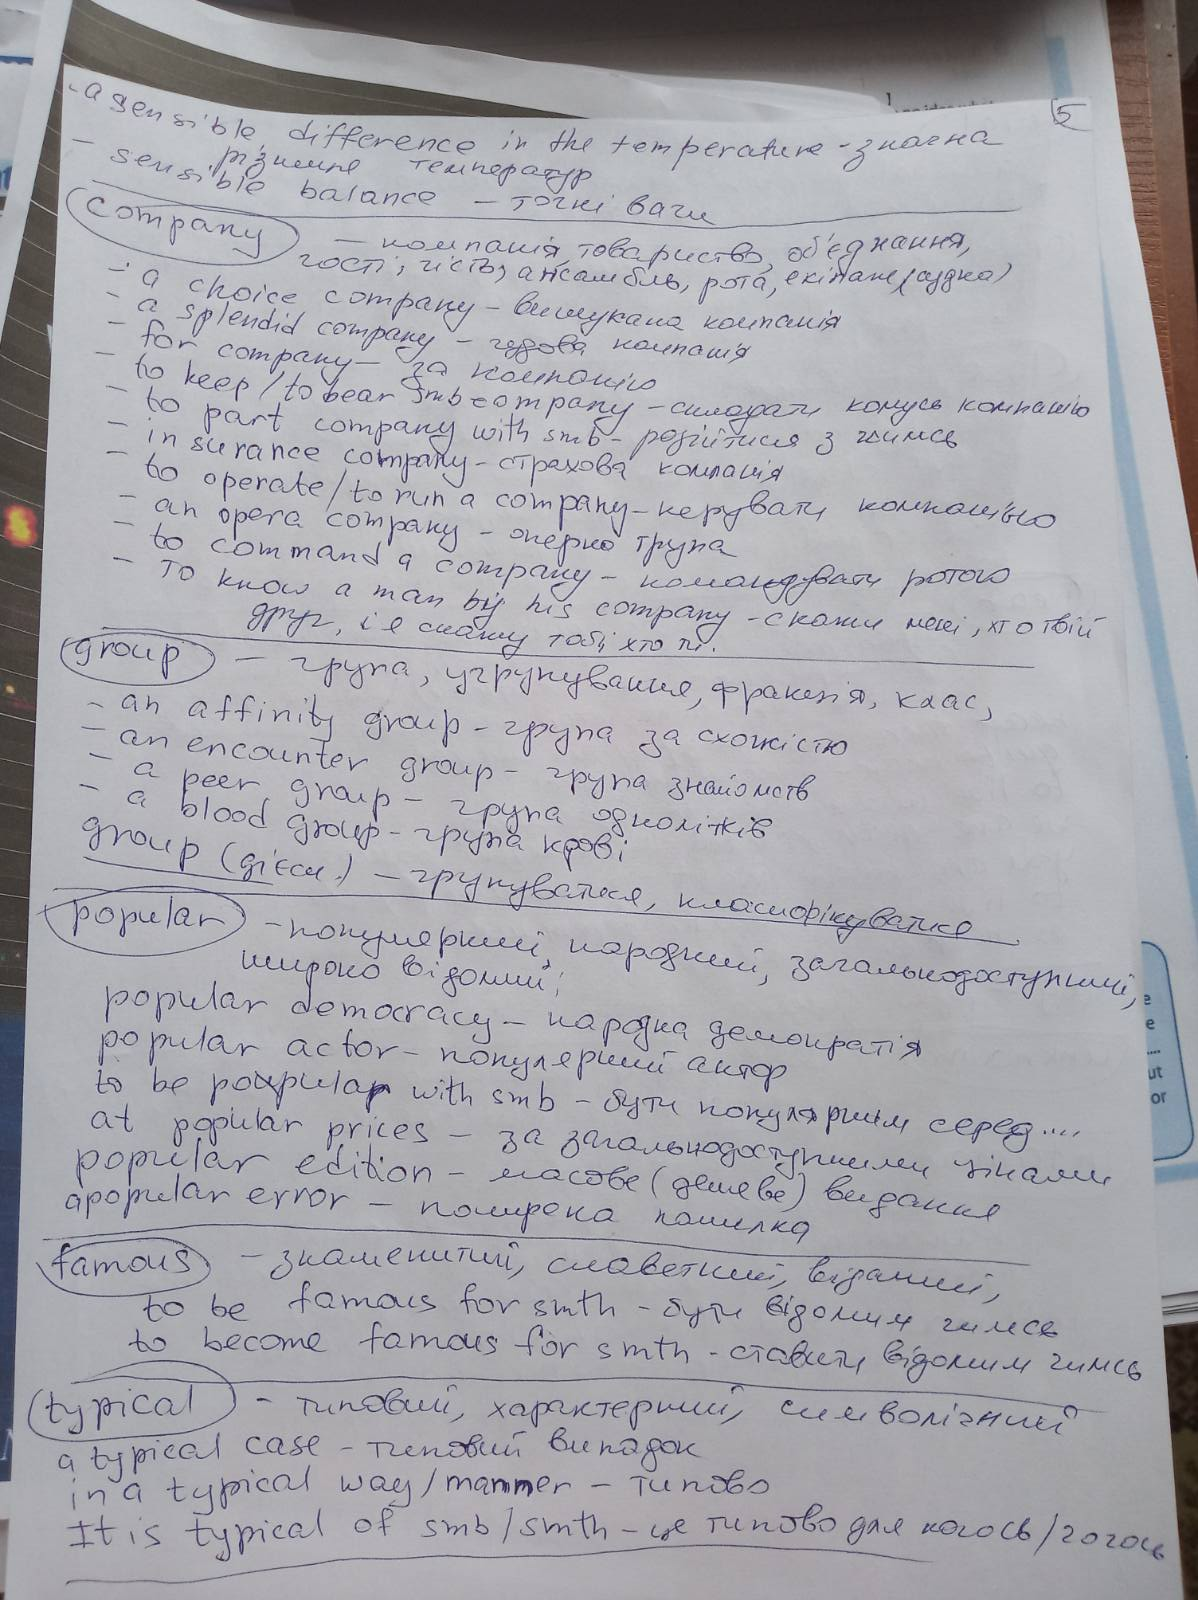 5
- a sensible difference in the temperature - значна
різниця температур
- sensible balance - точні ваги
company - компанія, товариство, об'єднання,
гості, гість, ансамбль, рота, екіпаж (судна)
- a choice company - вишукана компанія
- a splendid company - чудова компанія
- for company - за компанію
- to keep/to bear smb company - складати комусь компанію
- to part company with smb - розійтися з кимсь
- insurance company - страхова компанія
- to operate/to run a company - керувати компанією
- an opera company - оперна трупа
- to command a company - командувати ротою
- To know a man by his company - скажи мені, хто твій
друг, і я скажу тобі, хто ти.
group - група, угрупування, фракція, клас,
- an affinity group - група за схожістю
- an encounter group - група знайомств
- a peer group - група однолітків
- a blood group - група крові
group (дієсл.) - групуватися, класифікуватися
popular - популярний, народний, загальнодоступний,
широко відомий;
popular democracy - народна демократія
popular actor - популярний актор
to be popular with smb - бути популярним серед....
at popular prices - за загальнодоступними цінами
popular edition - масове (дешеве) видання
a popular error - поширена помилка
famous - знаменитий, славетний, відомий,
to be famous for smth - бути відомим чимсь
to become famous for smth - ставати відомим чимсь
typical - типовий, характерний, символічний
a typical case - типовий випадок
in a typical way/manner - типово
It is typical of smb/smth - це типово для когось/чогось
e
e
...
ut
or